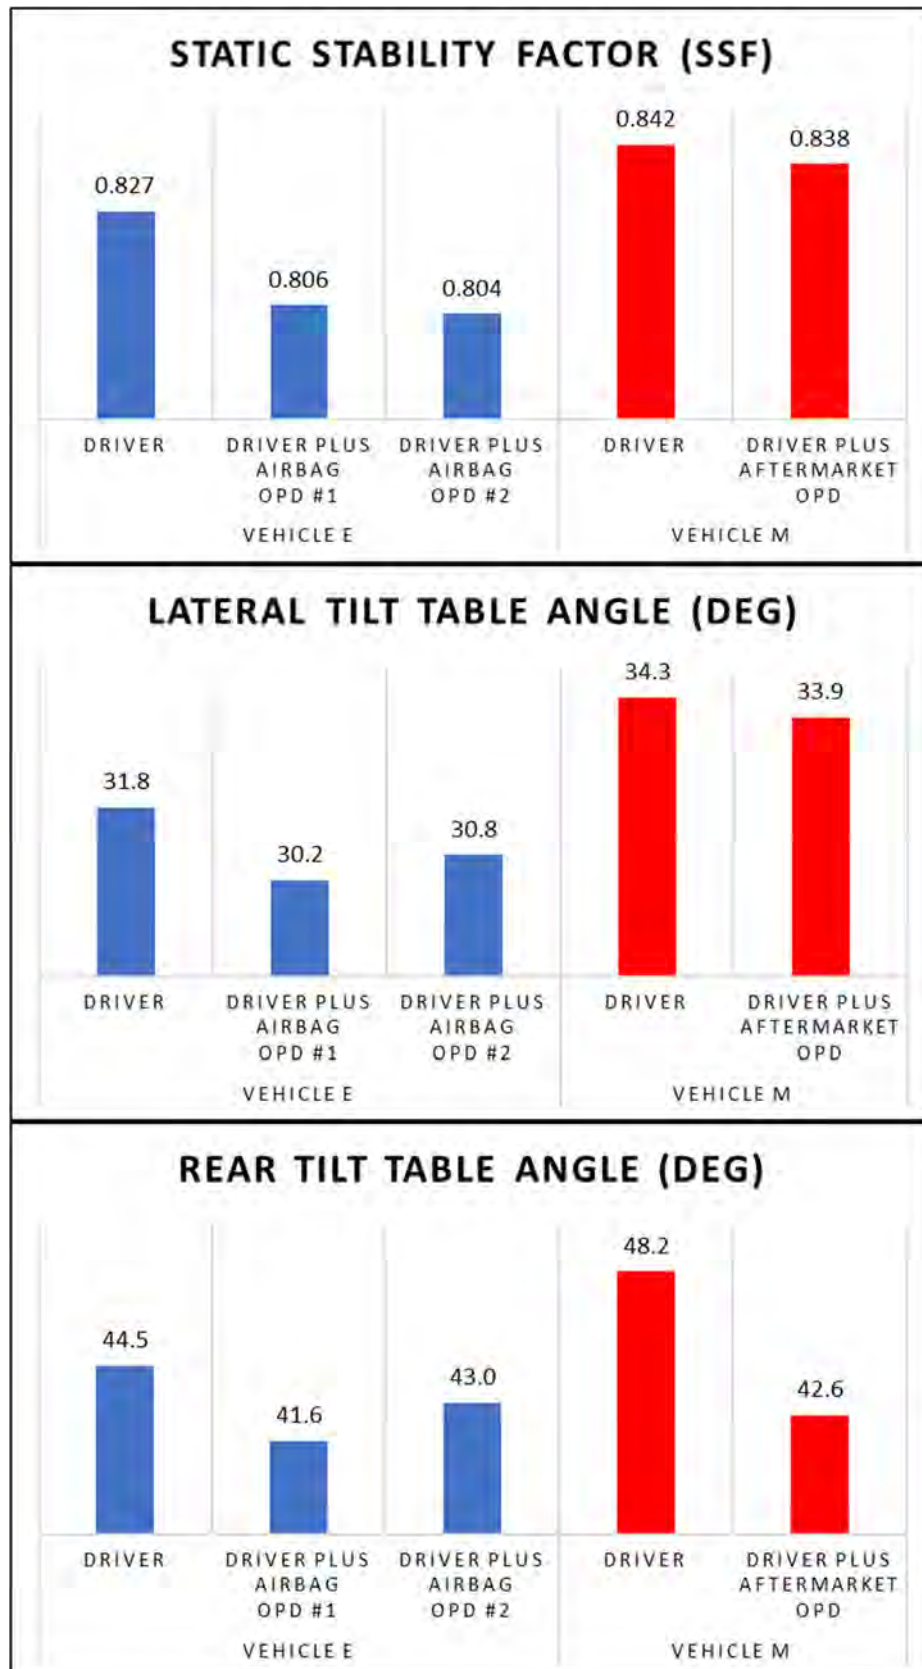 STATIC STABILITY FACTOR (SSF)
0.827
0.806
0.804
0.842
0.838
DRIVER
DRIVER PLUS
AIRBAG
OPD #1
DRIVER PLUS
AIRBAG
OPD #2
DRIVER
DRIVER PLUS
AFTERMARKET
OPD
VEHICLE E
VEHICLE M
LATERAL TILT TABLE ANGLE (DEG)
31.8
30.2
30.8
34.3
33.9
DRIVER
DRIVER PLUS
AIRBAG
OPD #1
DRIVER PLUS
AIRBAG
OPD #2
DRIVER
DRIVER PLUS
AFTERMARKET
OPD
VEHICLE E
VEHICLE M
REAR TILT TABLE ANGLE (DEG)
44.5
41.6
43.0
48.2
42.6
DRIVER
DRIVER PLUS
AIRBAG
OPD #1
DRIVER PLUS
AIRBAG
OPD #2
DRIVER
DRIVER PLUS
AFTERMARKET
OPD
VEHICLE E
VEHICLE M